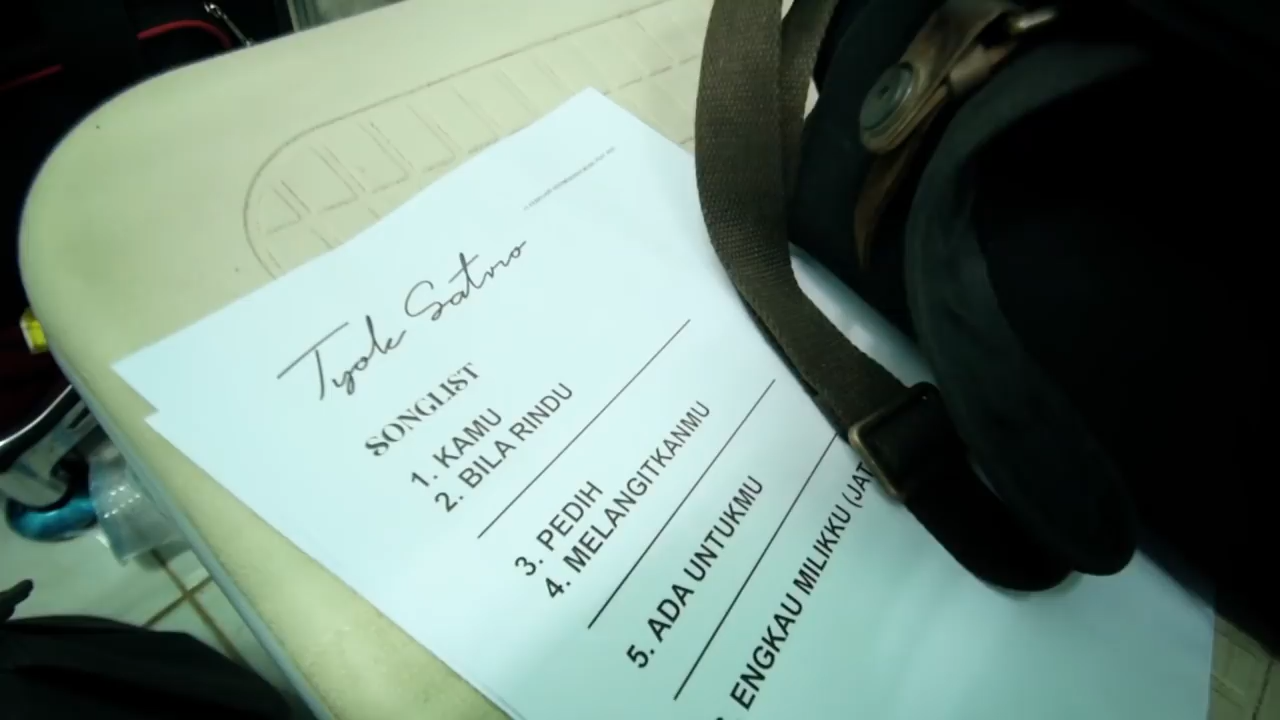 Tyok Satrio
SONGLIST
1. KAMU
2. BILA RINDU
3. PEDIH
4. MELANGITKANMU
5. ADA UNTUKMU
ENGKAU MILIKKU (JAT